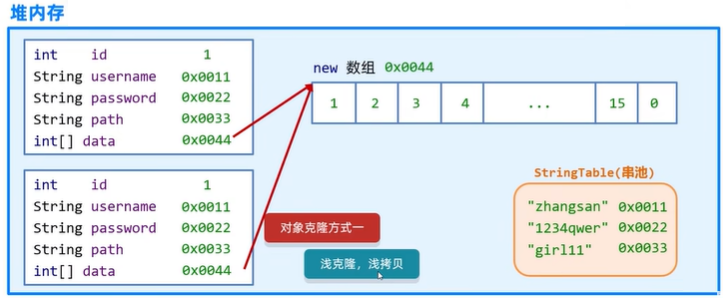 堆内存
int id 1
String username 0x0011
String password 0x0022
String path 0x0033
int[] data 0x0044
new 数组 0x0044
1 2 3 4 ... 15 0
int id 1
String username 0x0011
String password 0x0022
String path 0x0033
int[] data 0x0044
对象克隆方式一
浅克隆，浅拷贝
StringTable(串池)
"zhangsan" 0x0011
"1234qwer" 0x0022
"girl11" 0x0033